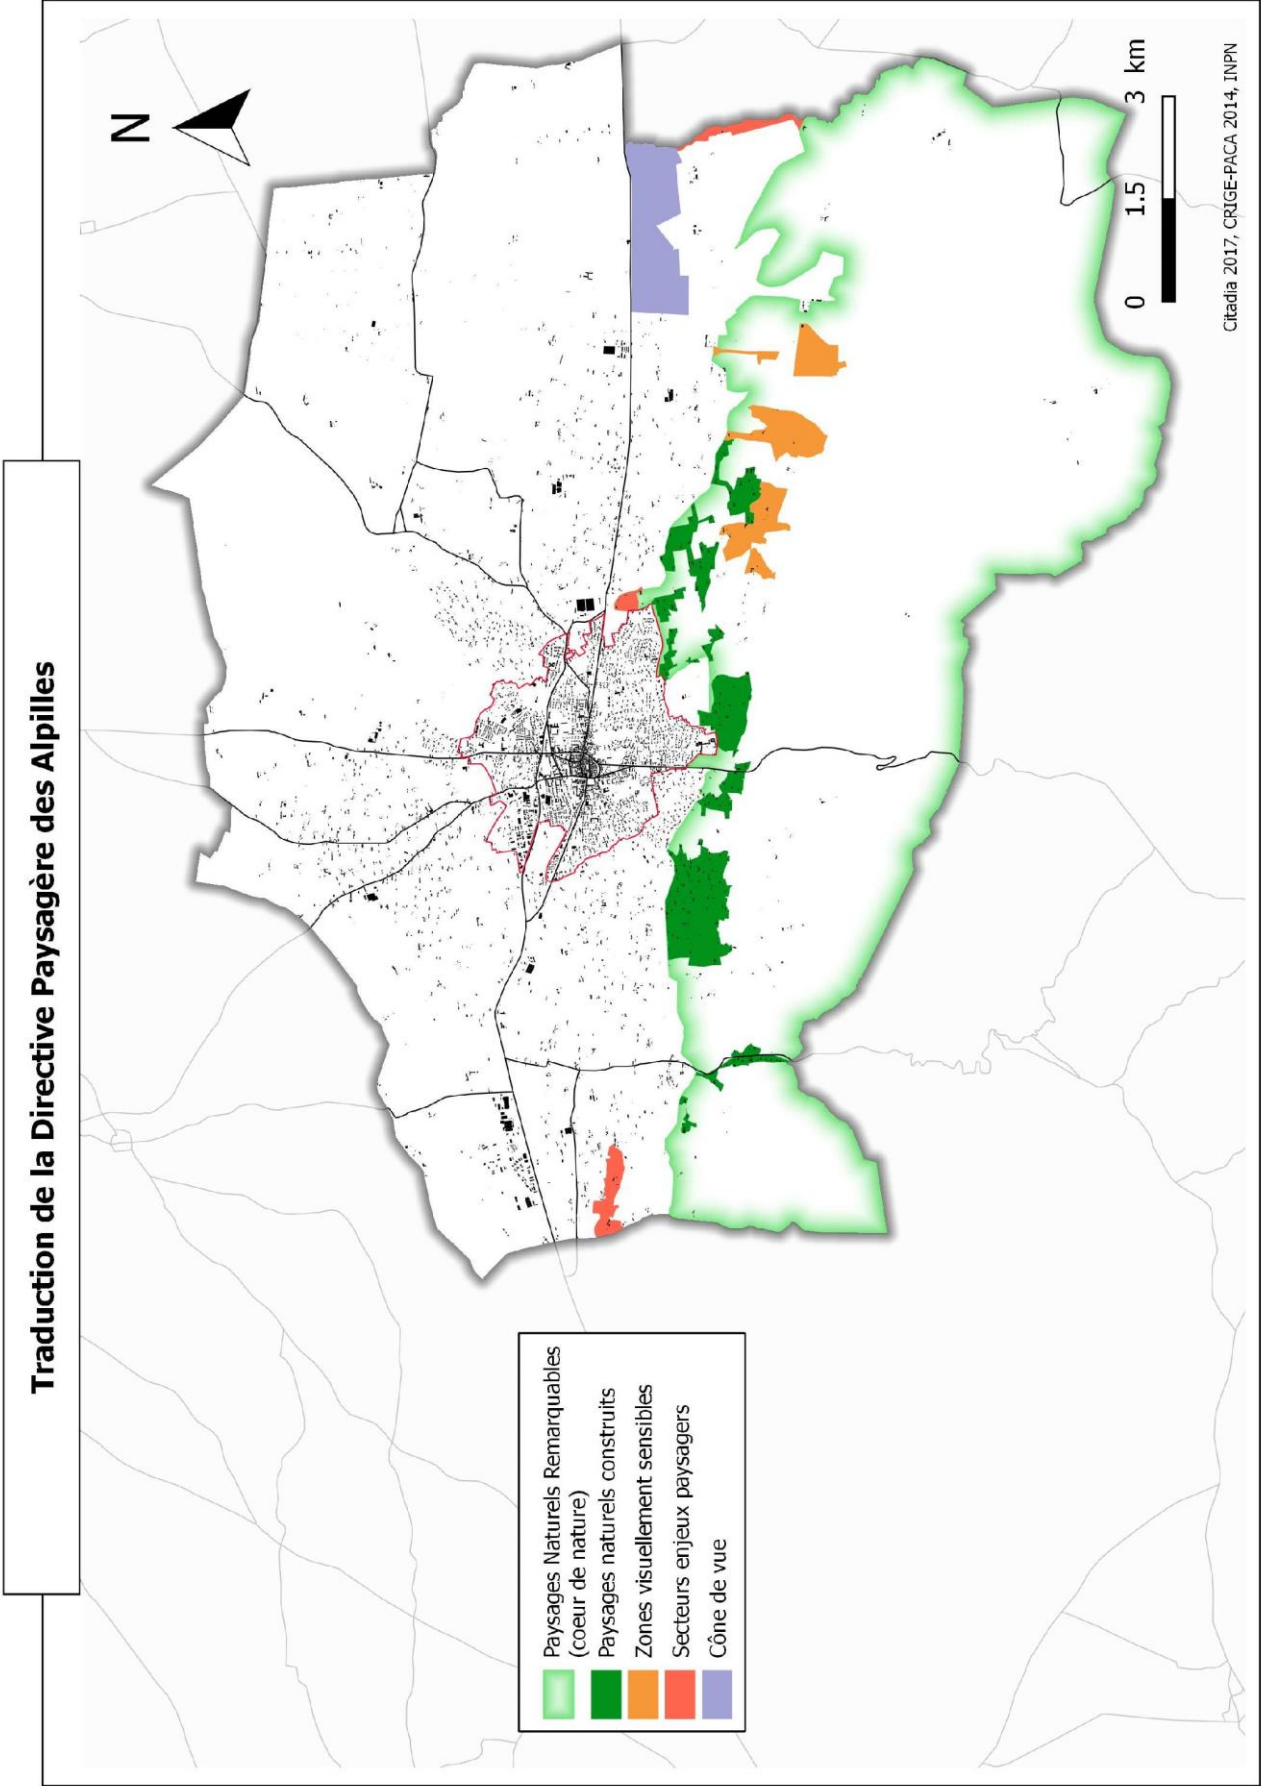 Traduction de la Directive Paysagère des Alpilles
N
Paysages Naturels Remarquables
(coeur de nature)
Paysages naturels construits
Zones visuellement sensibles
Secteurs enjeux paysagers
Cône de vue
0 1.5 3 km
Citadia 2017, CRIGE-PACA 2014, INPN